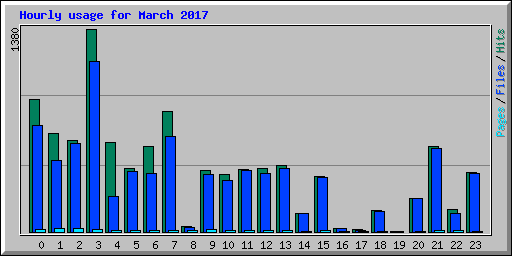 Hourly usage for March 2017
1380
Pages/Files/Hits
0 1 2 3 4 5 6 7 8 9 10 11 12 13 14 15 16 17 18 19 20 21 22 23